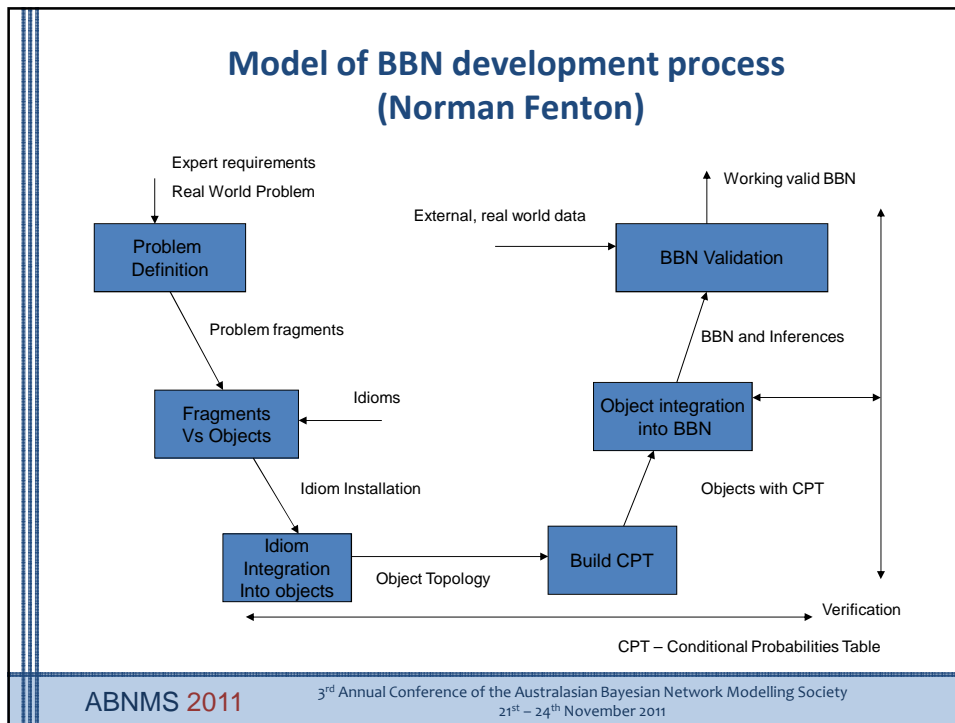 Model of BBN development process
(Norman Fenton)
Expert requirements
Real World Problem
Problem
Definition
Problem fragments
Fragments
Vs Objects
Idioms
Idiom Installation
Idiom
Integration
Into objects
Object Topology
Build CPT
Objects with CPT
Object integration
into BBN
BBN and Inferences
External, real world data
BBN Validation
Working valid BBN
Verification
CPT – Conditional Probabilities Table
ABNMS 2011
3rd Annual Conference of the Australasian Bayesian Network Modelling Society
21st – 24th November 2011